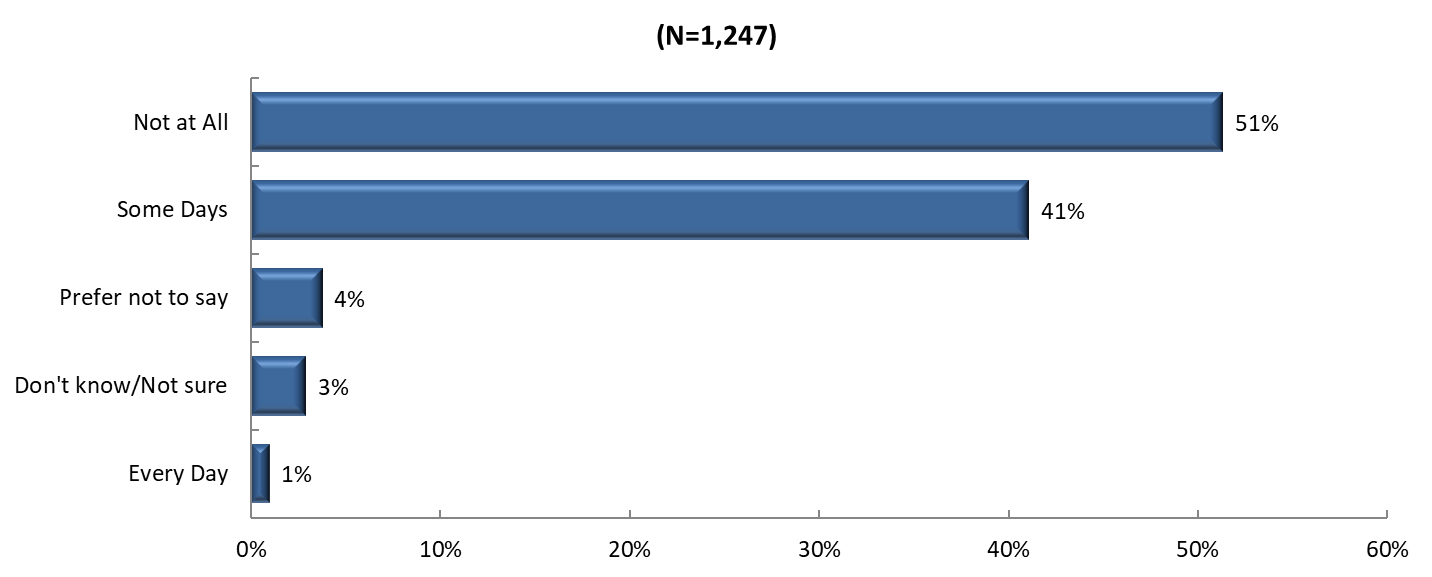 (N=1,247)
Not at All
51%
Some Days
41%
Prefer not to say
4%
Don't know/Not sure
3%
Every Day
1%
0% 10% 20% 30% 40% 50% 60%